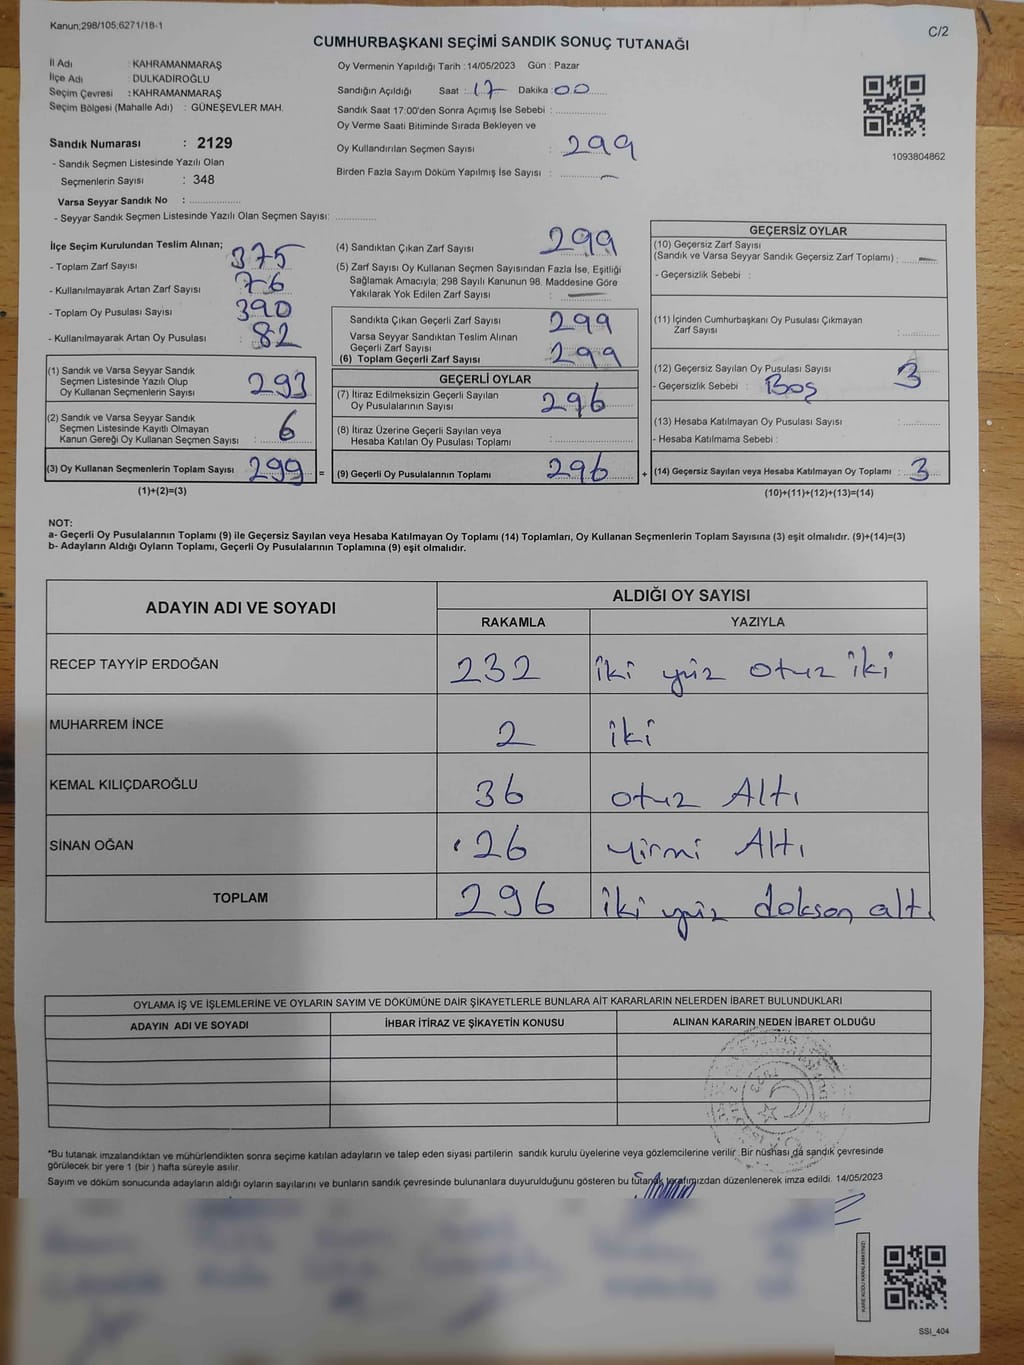 Kanun;298/105;6271/18-1
C/2
CUMHURBAŞKANI SEÇİMİ SANDIK SONUÇ TUTANAĞI
İl Adı : KAHRAMANMARAŞ
İlçe Adı : DULKADİROĞLU
Seçim Çevresi : KAHRAMANMARAŞ
Seçim Bölgesi (Mahalle Adı) : GÜNEŞEVLER MAH.
Oy Vermenin Yapıldığı Tarih : 14/05/2023 Gün : Pazar
Sandığın Açıldığı Saat : 17 Dakika : 00
Sandık Saat 17:00'den Sonra Açımış İse Sebebi :
Oy Verme Saati Bitiminde Sırada Bekleyen ve
Oy Kullandırılan Seçmen Sayısı : 299
Birden Fazla Sayım Döküm Yapılmış İse Sayısı :
1093804862
Sandık Numarası : 2129
- Sandık Seçmen Listesinde Yazılı Olan
Seçmenlerin Sayısı : 348
Varsa Seyyar Sandık No :
- Seyyar Sandık Seçmen Listesinde Yazılı Olan Seçmen Sayısı:
İlçe Seçim Kurulundan Teslim Alınan;
- Toplam Zarf Sayısı 375
- Kullanılmayarak Artan Zarf Sayısı 76
- Toplam Oy Pusulası Sayısı 390
- Kullanılmayarak Artan Oy Pusulası : 82
(1) Sandık ve Varsa Seyyar Sandık
Seçmen Listesinde Yazılı Olup
Oy Kullanan Seçmenlerin Sayısı 293
(2) Sandık ve Varsa Seyyar Sandık
Seçmen Listesinde Kayıtlı Olmayan
Kanun Gereği Oy Kullanan Seçmen Sayısı : 6
(3) Oy Kullanan Seçmenlerin Toplam Sayısı 299 =
(1)+(2)=(3)
(4) Sandıktan Çıkan Zarf Sayısı 299
(5) Zarf Sayısı Oy Kullanan Seçmen Sayısından Fazla İse, Eşitliği
Sağlamak Amacıyla; 298 Sayılı Kanunun 98. Maddesine Göre
Yakılarak Yok Edilen Zarf Sayısı :
Sandıkta Çıkan Geçerli Zarf Sayısı 299
Varsa Seyyar Sandıktan Teslim Alınan
Geçerli Zarf Sayısı
(6) Toplam Geçerli Zarf Sayısı : 299
GEÇERLİ OYLAR
(7) İtiraz Edilmeksizin Geçerli Sayılan
Oy Pusulalarının Sayısı 296
(8) İtiraz Üzerine Geçerli Sayılan veya
Hesaba Katılan Oy Pusulası Toplamı :
(9) Geçerli Oy Pusulalarının Toplamı 296 +
GEÇERSİZ OYLAR
(10) Geçersiz Zarf Sayısı
(Sandık ve Varsa Seyyar Sandık Geçersiz Zarf Toplamı) :
- Geçersizlik Sebebi :
(11) İçinden Cumhurbaşkanı Oy Pusulası Çıkmayan
Zarf Sayısı :
(12) Geçersiz Sayılan Oy Pusulası Sayısı : 3
- Geçersizlik Sebebi : Boş
(13) Hesaba Katılmayan Oy Pusulası Sayısı :
- Hesaba Katılmama Sebebi :
(14) Geçersiz Sayılan veya Hesaba Katılmayan Oy Toplamı : 3
(10)+(11)+(12)+(13)=(14)
NOT:
a- Geçerli Oy Pusulalarının Toplamı (9) ile Geçersiz Sayılan veya Hesaba Katılmayan Oy Toplamı (14) Toplamları, Oy Kullanan Seçmenlerin Toplam Sayısına (3) eşit olmalıdır. (9)+(14)=(3)
b- Adayların Aldığı Oyların Toplamı, Geçerli Oy Pusulalarının Toplamına (9) eşit olmalıdır.
ADAYIN ADI VE SOYADI ALDIĞI OY SAYISI
RAKAMLA YAZIYLA
RECEP TAYYİP ERDOĞAN 232 iki yüz otuz iki
MUHARREM İNCE 2 iki
KEMAL KILIÇDAROĞLU 36 otuz Altı
SİNAN OĞAN 26 yirmi Altı
TOPLAM 296 iki yüz doksan altı
OYLAMA İŞ VE İŞLEMLERİNE VE OYLARIN SAYIM VE DÖKÜMÜNE DAİR ŞİKAYETLERLE BUNLARA AİT KARARLARIN NELERDEN İBARET BULUNDUKLARI
ADAYIN ADI VE SOYADI İHBAR İTİRAZ VE ŞİKAYETİN KONUSU ALINAN KARARIN NEDEN İBARET OLDUĞU
*Bu tutanak imzalandıktan ve mühürlendikten sonra seçime katılan adayların ve talep eden siyasi partilerin sandık kurulu üyelerine veya gözlemcilerine verilir. Bir nüshası da sandık çevresinde
görülecek bir yere 1 (bir ) hafta süreyle asılır.
Sayım ve döküm sonucunda adayların aldığı oyların sayılarını ve bunların sandık çevresinde bulunanlara duyurulduğunu gösteren bu tutanak tarafımızdan düzenlenerek imza edildi. 14/05/2023
KARE KODU KARALAMAYINIZ!
SSİ_404